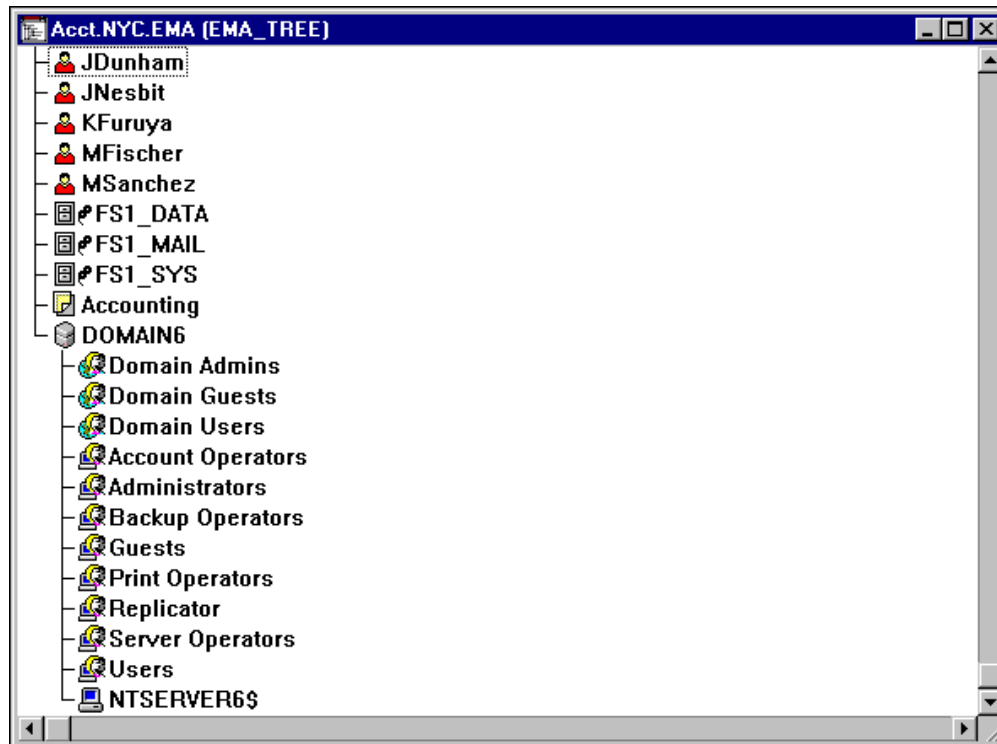 Acct.NYC.EMA (EMA_TREE)
JDunham
JNesbit
KFuruya
MFischer
MSanchez
FS1_DATA
FS1_MAIL
FS1_SYS
Accounting
DOMAIN6
Domain Admins
Domain Guests
Domain Users
Account Operators
Administrators
Backup Operators
Guests
Print Operators
Replicator
Server Operators
Users
NTSERVER6$